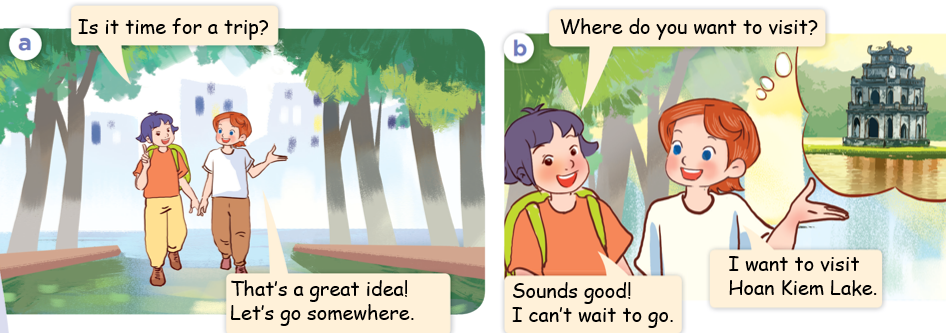 a
Is it time for a trip?
That's a great idea!
Let's go somewhere.
b
Where do you want to visit?
I want to visit
Hoan Kiem Lake.
Sounds good!
I can't wait to go.